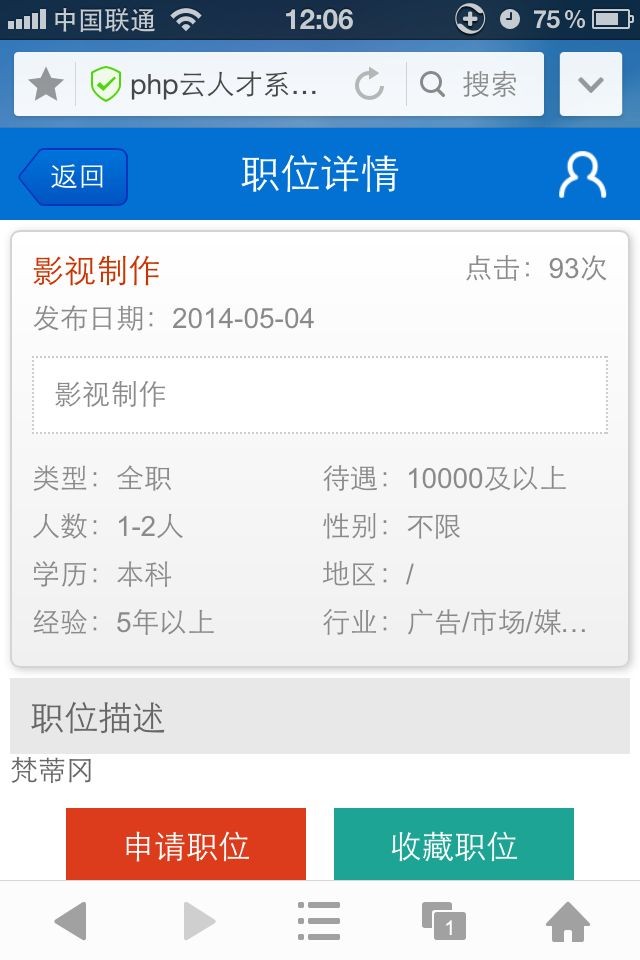 中国联通 12:06 75%
php云人才系... 搜索
返回 职位详情
影视制作 点击：93次
发布日期：2014-05-04
影视制作
类型：全职 待遇：10000及以上
人数：1-2人 性别：不限
学历：本科 地区：/
经验：5年以上 行业：广告/市场/媒...
职位描述
梵蒂冈
申请职位 收藏职位
1